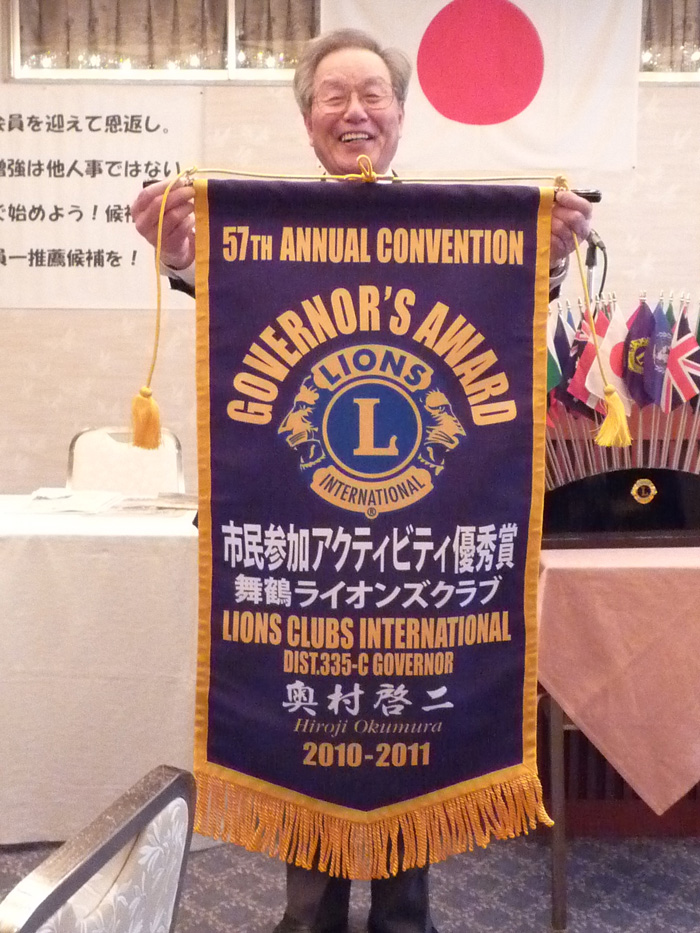 会員を迎えて恩返し。
増強は他人事ではない
で始めよう！候補
員一推薦候補を！
57TH ANNUAL CONVENTION
GOVERNOR'S AWARD
LIONS
L
INTERNATIONAL
®
市民参加アクティビティ優秀賞
舞鶴ライオンズクラブ
LIONS CLUBS INTERNATIONAL
DIST.335-C GOVERNOR
奥村啓二
Hiroji Okumura
2010-2011
L